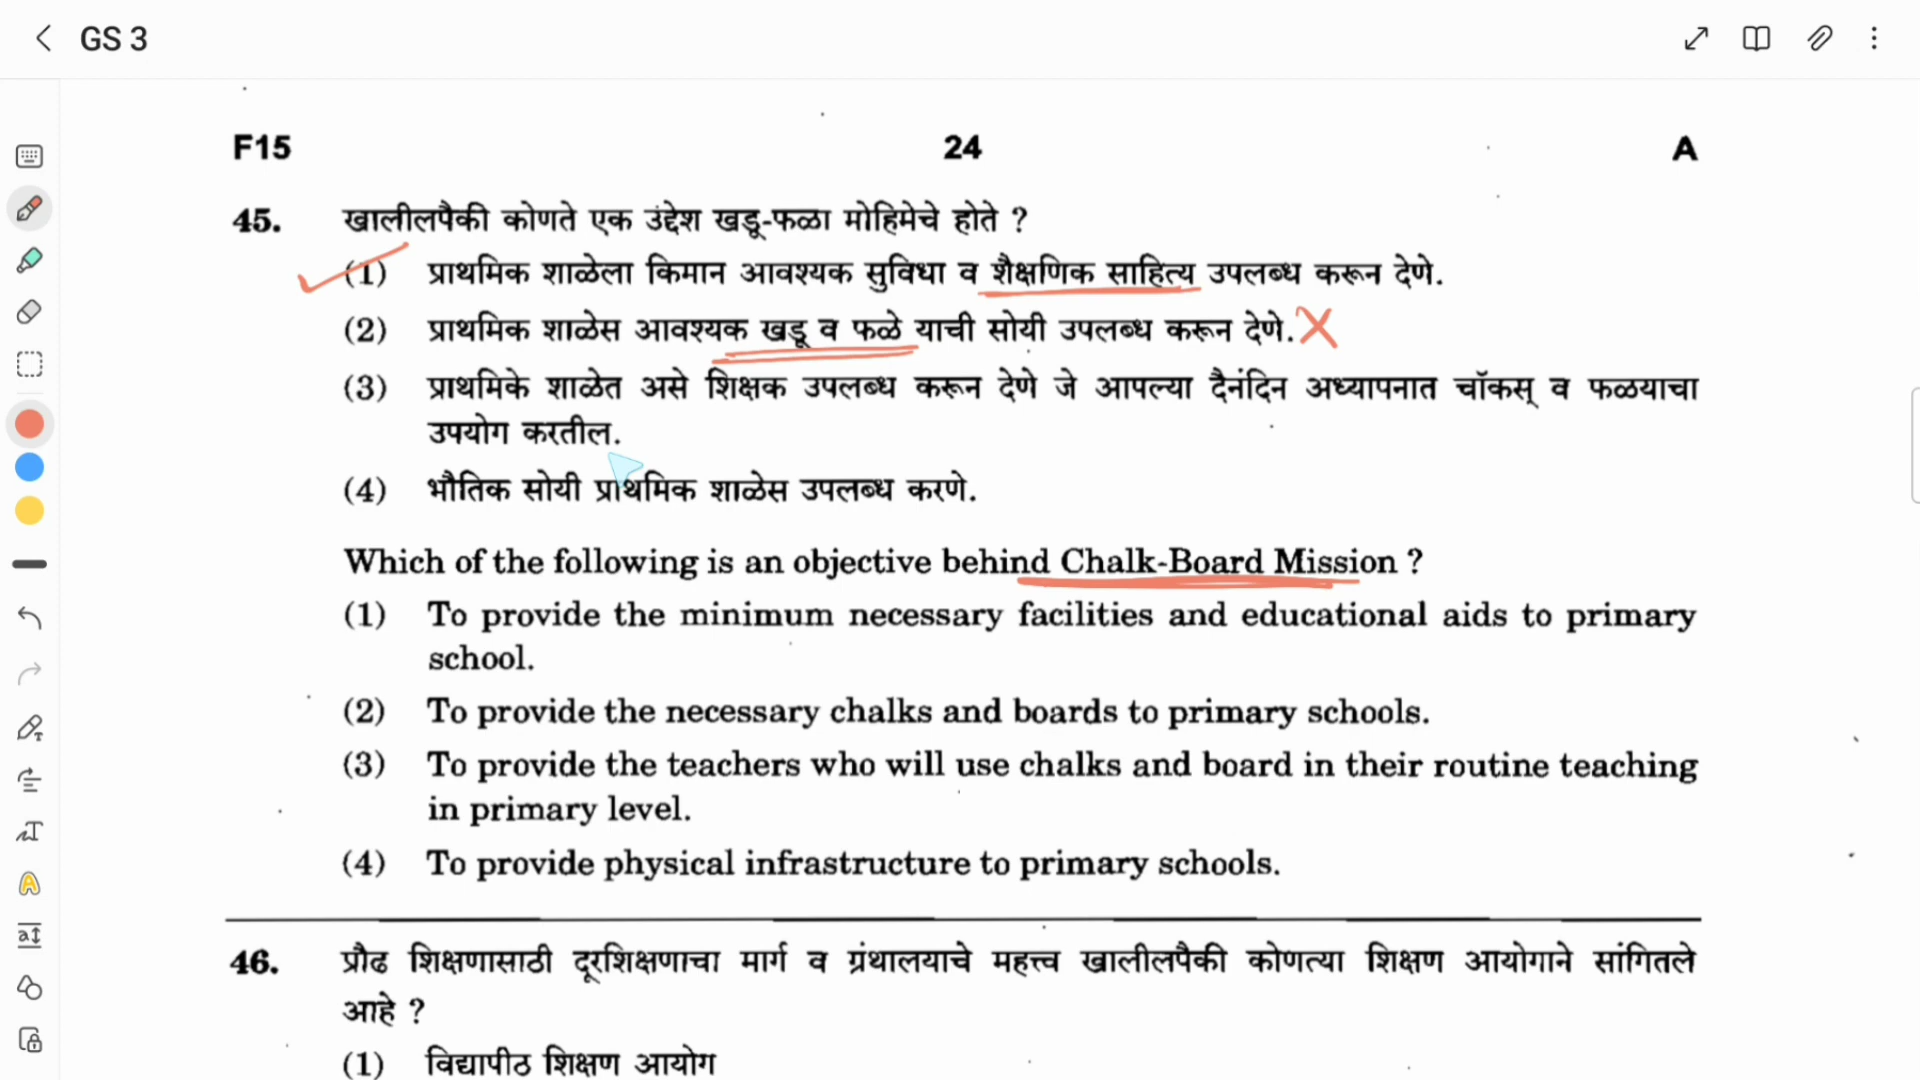 GS 3
F15 24 A
45. खालीलपैकी कोणते एक उद्देश खडू-फळा मोहिमेचे होते ?
(1) प्राथमिक शाळेला किमान आवश्यक सुविधा व शैक्षणिक साहित्य उपलब्ध करून देणे.
(2) प्राथमिक शाळेस आवश्यक खडू व फळे याची सोयी उपलब्ध करून देणे.
(3) प्राथमिके शाळेत असे शिक्षक उपलब्ध करून देणे जे आपल्या दैनंदिन अध्यापनात चॉकस् व फळयाचा
उपयोग करतील.
(4) भौतिक सोयी प्राथमिक शाळेस उपलब्ध करणे.
Which of the following is an objective behind Chalk-Board Mission ?
(1) To provide the minimum necessary facilities and educational aids to primary
school.
(2) To provide the necessary chalks and boards to primary schools.
(3) To provide the teachers who will use chalks and board in their routine teaching
in primary level.
(4) To provide physical infrastructure to primary schools.
46. प्रौढ शिक्षणासाठी दूरशिक्षणाचा मार्ग व ग्रंथालयाचे महत्त्व खालीलपैकी कोणत्या शिक्षण आयोगाने सांगितले
आहे ?
(1) विद्यापीठ शिक्षण आयोग